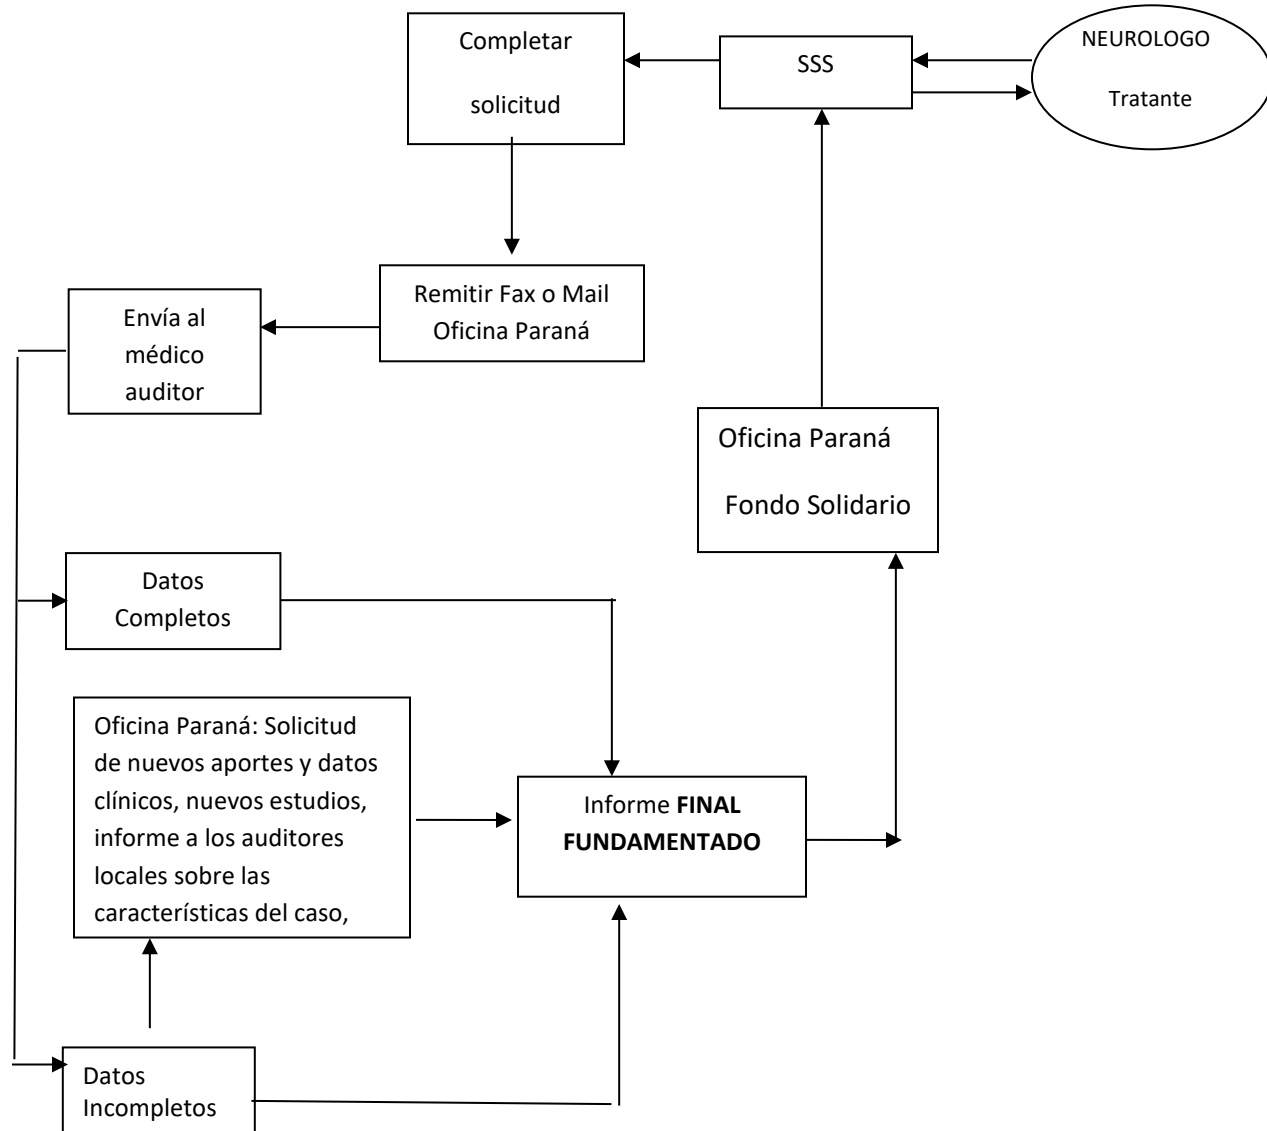 Completar
solicitud
SSS
NEUROLOGO
Tratante
Remitir Fax o Mail
Oficina Paraná
Envía al
médico
auditor
Oficina Paraná
Fondo Solidario
Datos
Completos
Oficina Paraná: Solicitud
de nuevos aportes y datos
clínicos, nuevos estudios,
informe a los auditores
locales sobre las
características del caso,
Informe FINAL
FUNDAMENTADO
Datos
Incompletos